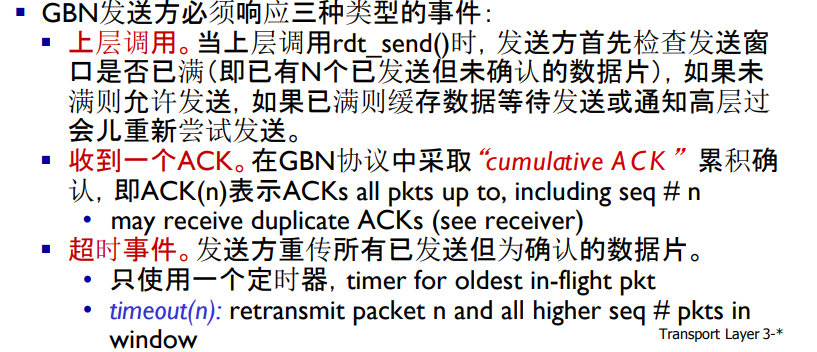 GBN发送方必须响应三种类型的事件：
上层调用。当上层调用rdt_send()时，发送方首先检查发送窗
口是否已满（即已有N个已发送但未确认的数据片），如果未
满则允许发送，如果已满则缓存数据等待发送或通知高层过
会儿重新尝试发送。
收到一个ACK。在GBN协议中采取“cumulative ACK ” 累积确
认，即ACK(n)表示ACKs all pkts up to, including seq # n
• may receive duplicate ACKs (see receiver)
超时事件。发送方重传所有已发送但为确认的数据片。
• 只使用一个定时器，timer for oldest in-flight pkt
• timeout(n): retransmit packet n and all higher seq # pkts in
window
Transport Layer 3-*